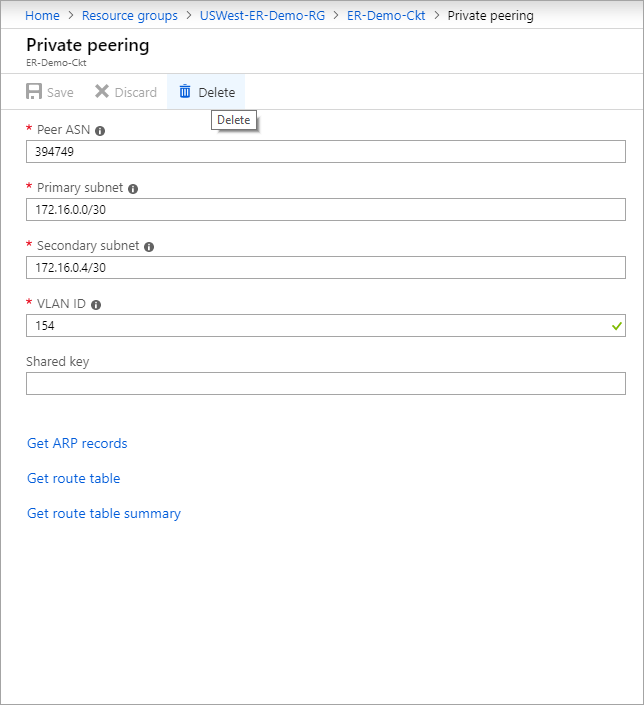 Home > Resource groups > USWest-ER-Demo-RG > ER-Demo-Ckt > Private peering
Private peering
ER-Demo-Ckt
Save Discard Delete
Delete
* Peer ASN
394749
* Primary subnet
172.16.0.0/30
* Secondary subnet
172.16.0.4/30
* VLAN ID
154
Shared key
Get ARP records
Get route table
Get route table summary